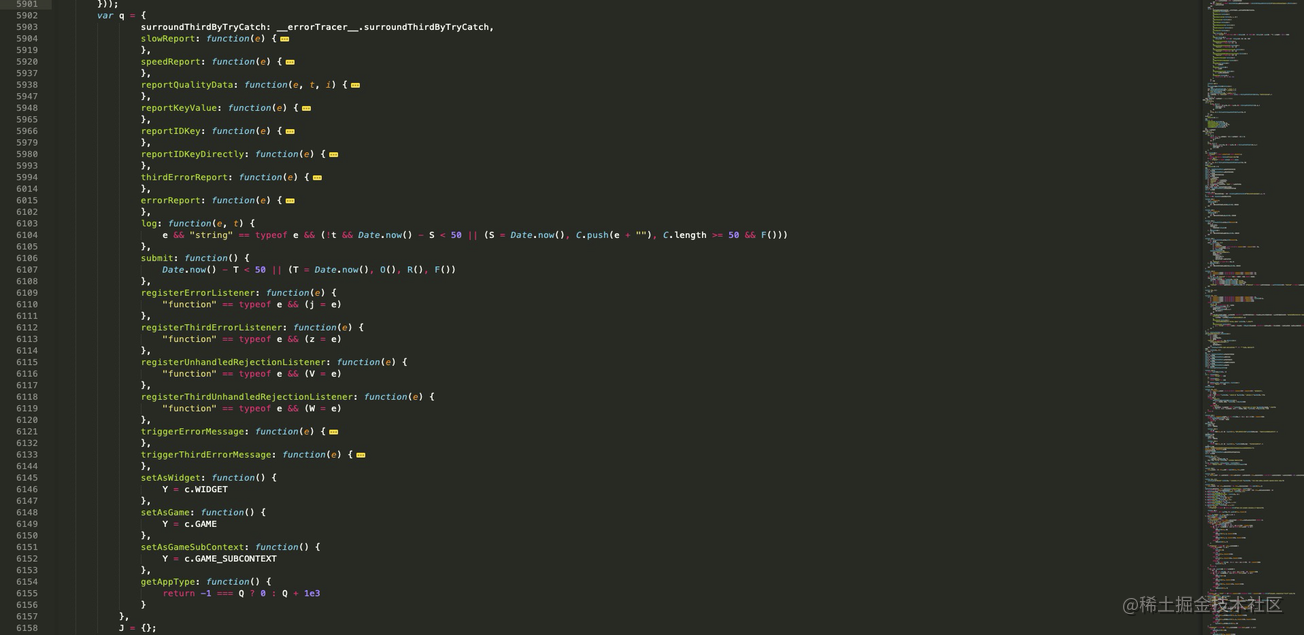 5901 }));
5902 var q = {
5903 surroundThirdByTryCatch: __errorTracer__.surroundThirdByTryCatch,
5904 slowReport: function(e) {
5919 },
5920 speedReport: function(e) {
5937 },
5938 reportQualityData: function(e, t, i) {
5947 },
5948 reportKeyValue: function(e) {
5965 },
5966 reportIDKey: function(e) {
5979 },
5980 reportIDKeyDirectly: function(e) {
5993 },
5994 thirdErrorReport: function(e) {
6014 },
6015 errorReport: function(e) {
6102 },
6103 log: function(e, t) {
6104 e && "string" == typeof e && (!t && Date.now() - S < 50 || (S = Date.now(), C.push(e + ""), C.length >= 50 && F()))
6105 },
6106 submit: function() {
6107 Date.now() - T < 50 || (T = Date.now(), O(), R(), F())
6108 },
6109 registerErrorListener: function(e) {
6110 "function" == typeof e && (j = e)
6111 },
6112 registerThirdErrorListener: function(e) {
6113 "function" == typeof e && (z = e)
6114 },
6115 registerUnhandledRejectionListener: function(e) {
6116 "function" == typeof e && (V = e)
6117 },
6118 registerThirdUnhandledRejectionListener: function(e) {
6119 "function" == typeof e && (W = e)
6120 },
6121 triggerErrorMessage: function(e) {
6132 },
6133 triggerThirdErrorMessage: function(e) {
6144 },
6145 setAsWidget: function() {
6146 Y = c.WIDGET
6147 },
6148 setAsGame: function() {
6149 Y = c.GAME
6150 },
6151 setAsGameSubContext: function() {
6152 Y = c.GAME_SUBCONTEXT
6153 },
6154 getAppType: function() {
6155 return -1 === Q ? 0 : Q + 1e3
6156 }
6157 },
6158 J = {};
@稀土掘金技术社区